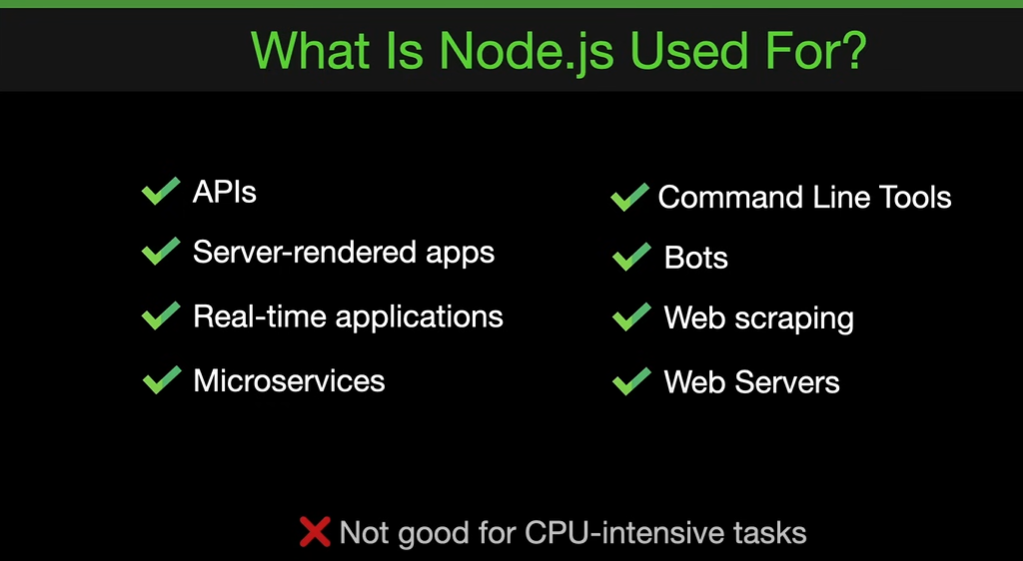 What Is Node.js Used For?
APIs
Server-rendered apps
Real-time applications
Microservices
Command Line Tools
Bots
Web scraping
Web Servers
Not good for CPU-intensive tasks